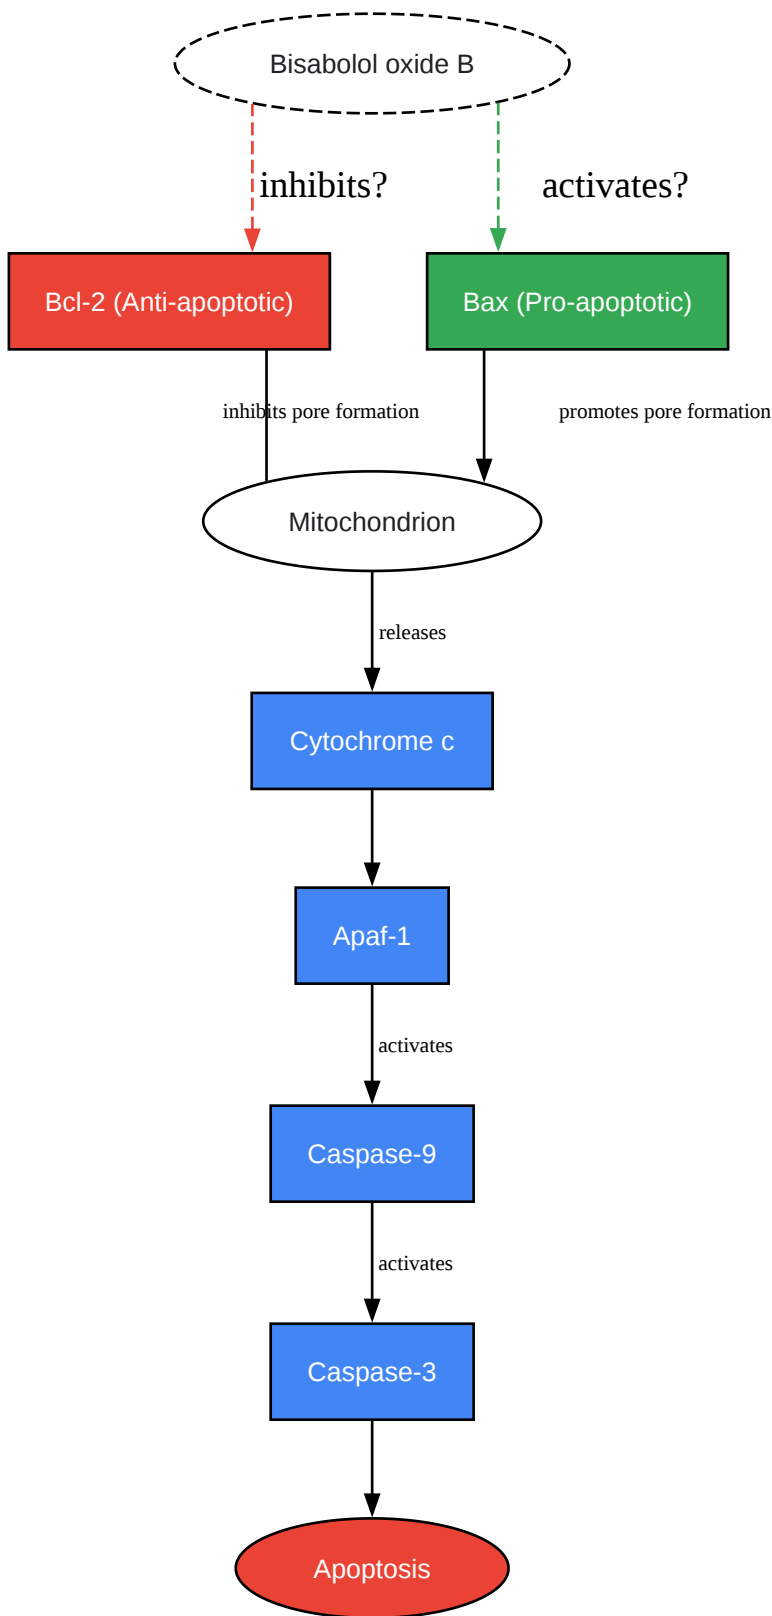 Bisabolol oxide B
inhibits?
activates?
Bcl-2 (Anti-apoptotic)
Bax (Pro-apoptotic)
inhibits pore formation
promotes pore formation
Mitochondrion
releases
Cytochrome c
Apaf-1
activates
Caspase-9
activates
Caspase-3
Apoptosis